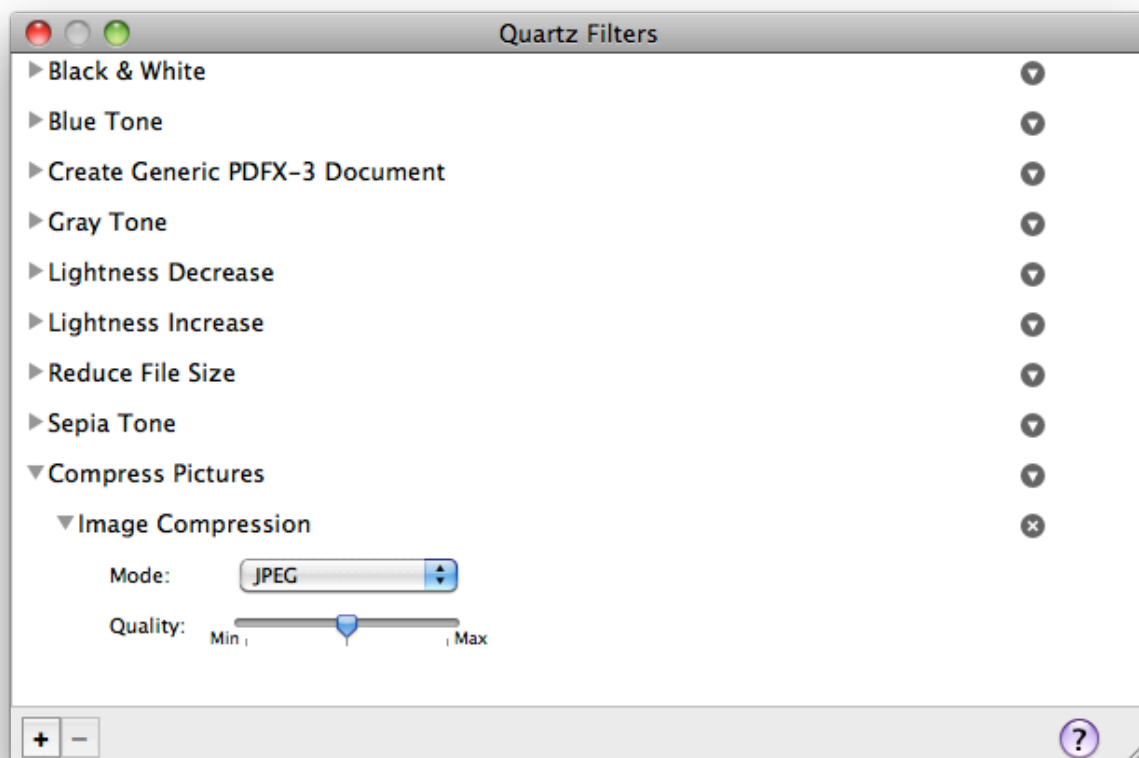 Quartz Filters
Black & White
Blue Tone
Create Generic PDFX-3 Document
Gray Tone
Lightness Decrease
Lightness Increase
Reduce File Size
Sepia Tone
Compress Pictures
Image Compression
Mode: JPEG
Quality: Min Max
+ − ?